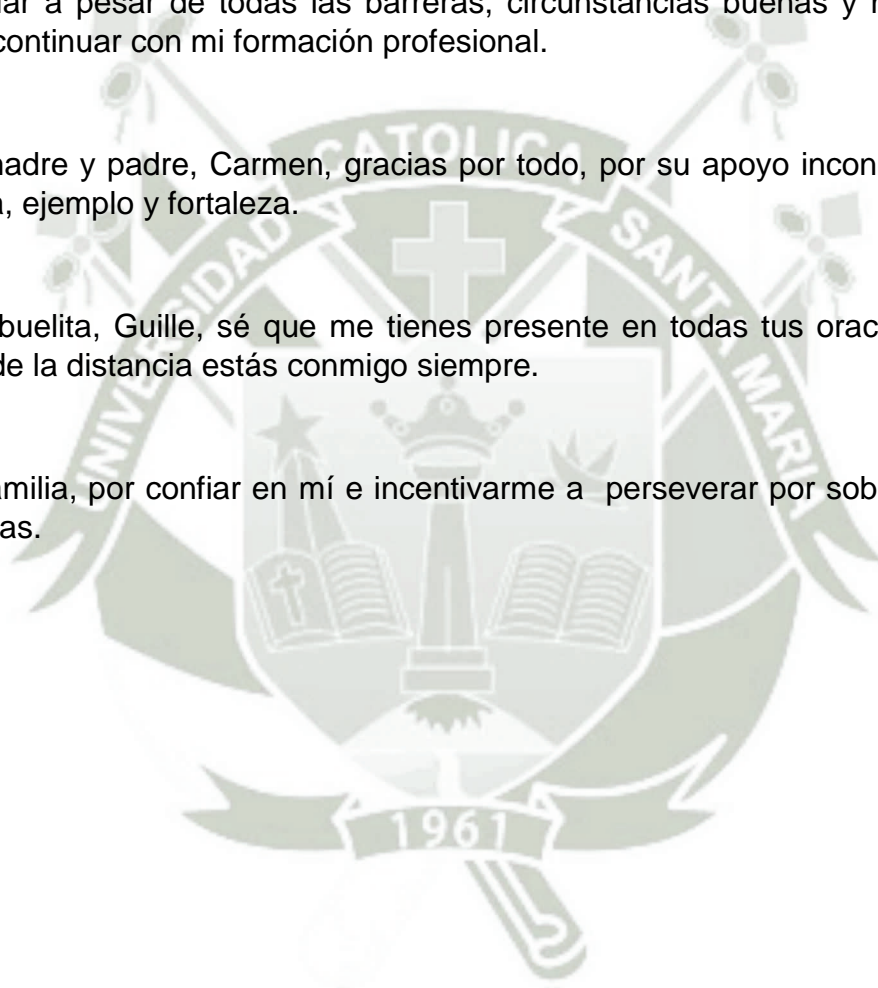 ar a pesar de todas las barreras, circunstancias buenas y
continuar con mi formación profesional.
adre y padre, Carmen, gracias por todo, por su apoyo incon
, ejemplo y fortaleza.
buelita, Guille, sé que me tienes presente en todas tus orac
de la distancia estás conmigo siempre.
amilia, por confiar en mí e incentivarme a perseverar por sob
as.
UNIVERSIDAD CATOLICA SANTA MARIA
1961